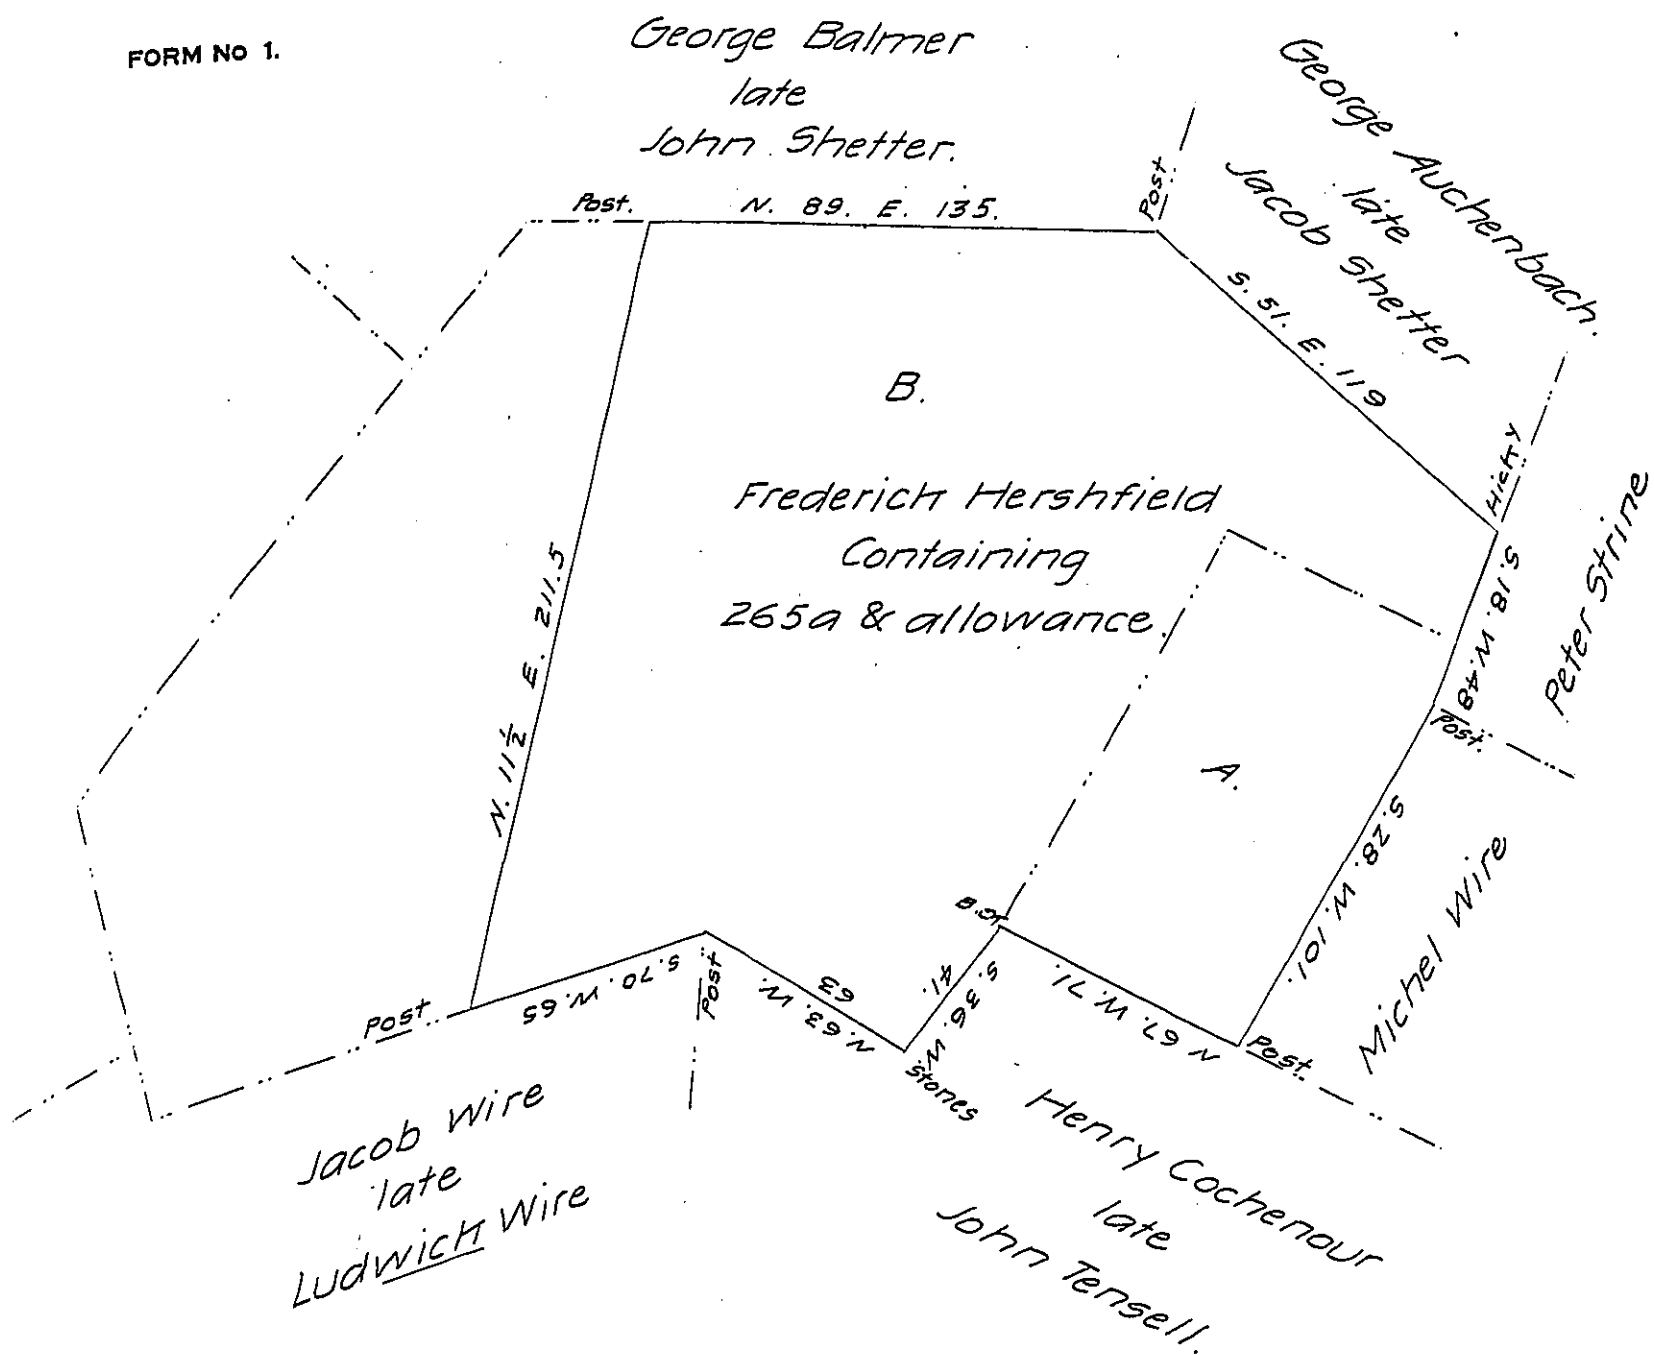 FORM No 1.
George Balmer
late
John Shetter.
George Auchenbach.
late
Jacob Shetter
Post.
N. 89. E. 135.
Post
S. 51. E. 119
B.
Hickʸ
Frederick Hershfield
Containing
265a & allowance.
S. 18. W. 48
Peter Strine
N. 11½ E. 211.5
Post.
A.
S. 28. W. 101.
Michel Wire
B.O.
S. 36. W.
41.
N 67. W. 71.
Post.
Post
S. 70. W. 65
Post
N. 63. W.
63
Stones
Jacob Wire
late
Ludwick Wire
Henry Cochenour
late
John Tensell.